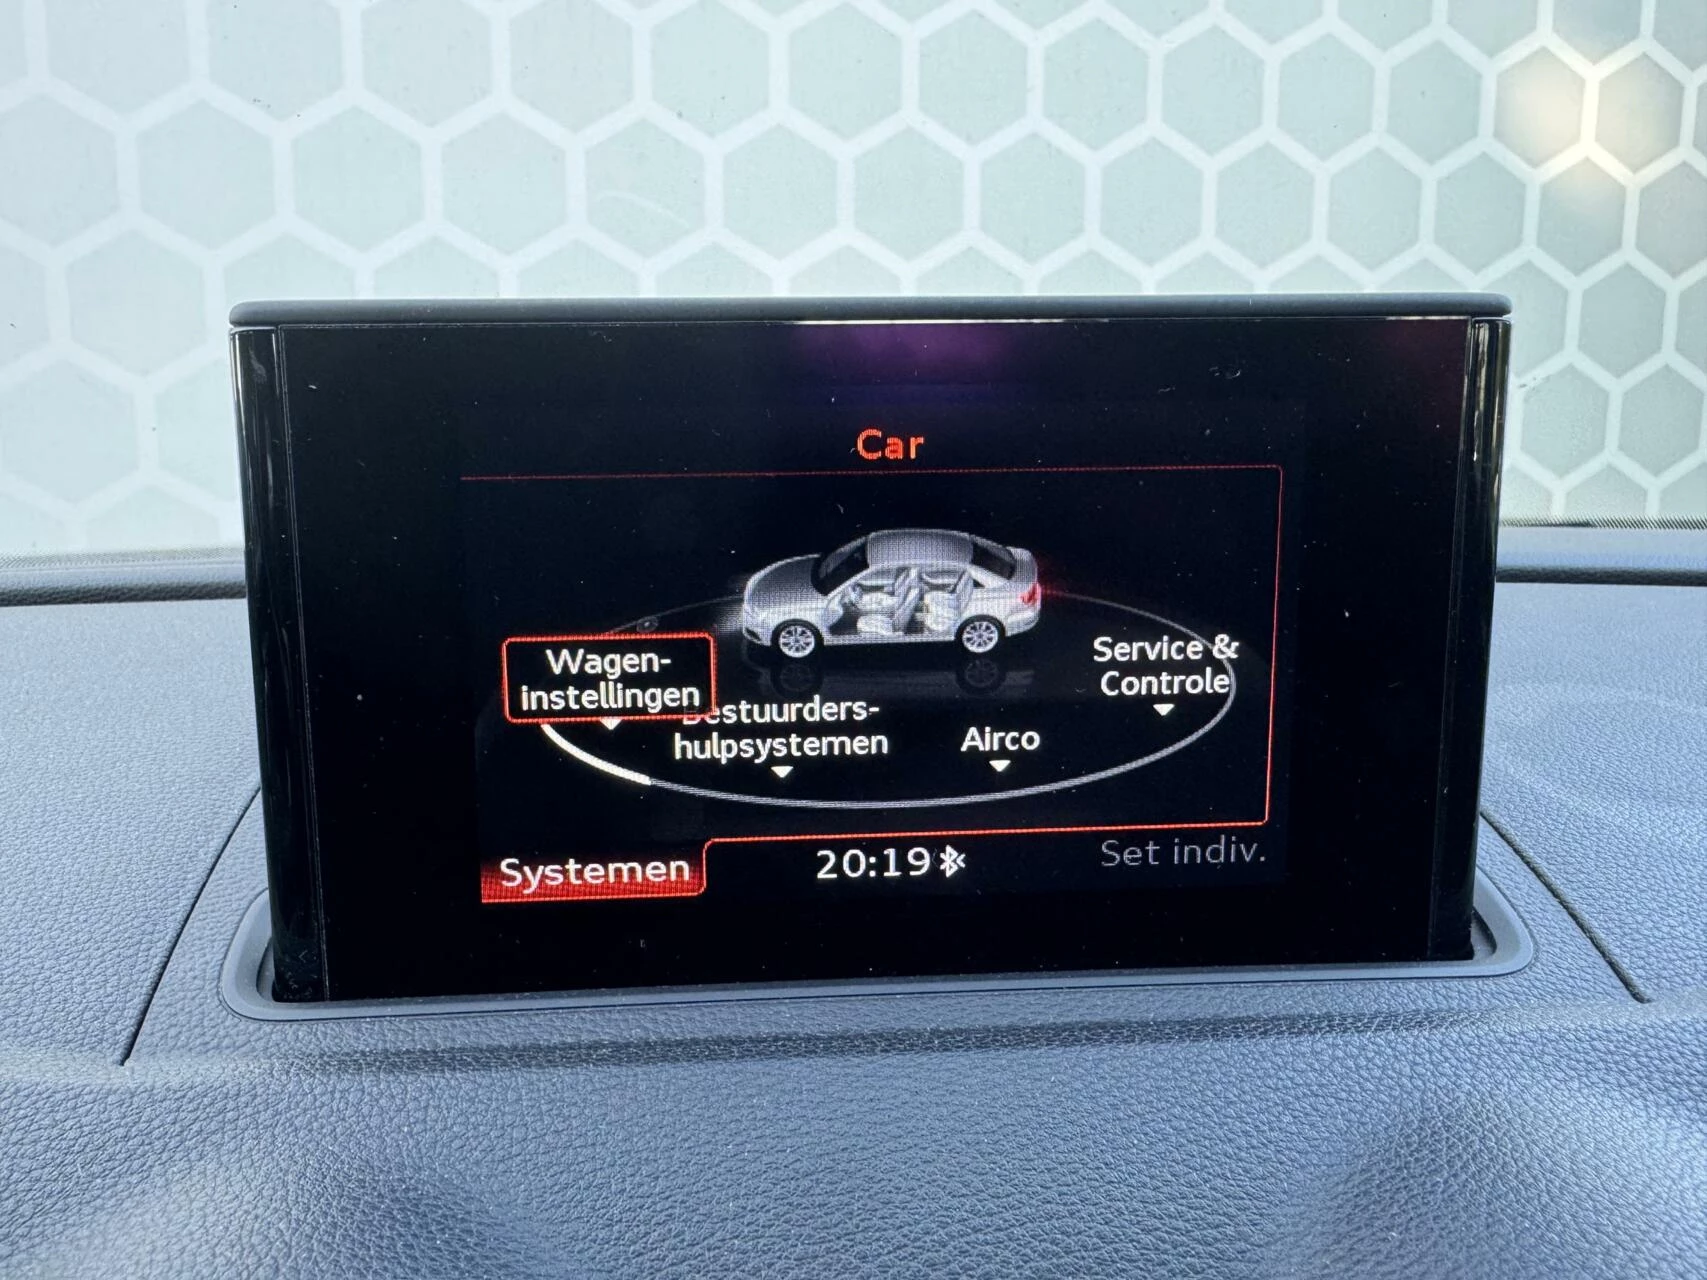 Car
Wagen-
instellingen
Bestuurders-
hulpsystemen
Airco
Service &
Controle
Systemen
20:19
Set indiv.